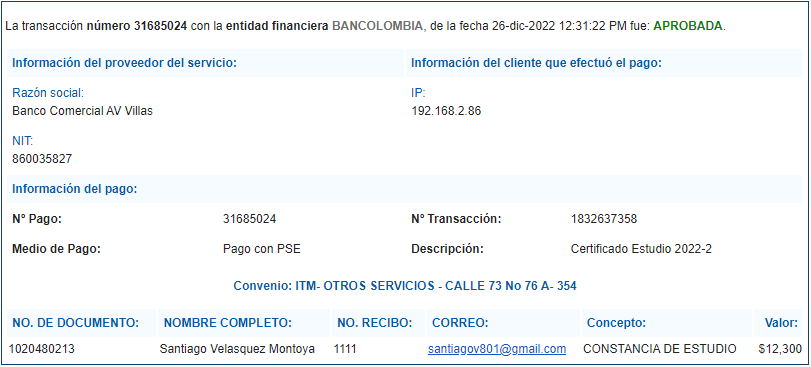 La transacción número 31685024 con la entidad financiera BANCOLOMBIA, de la fecha 26-dic-2022 12:31:22 PM fue: APROBADA.
Información del proveedor del servicio: Información del cliente que efectuó el pago:
Razón social: IP:
Banco Comercial AV Villas 192.168.2.86
NIT:
860035827
Información del pago:
Nº Pago: 31685024 Nº Transacción: 1832637358
Medio de Pago: Pago con PSE Descripción: Certificado Estudio 2022-2
Convenio: ITM- OTROS SERVICIOS - CALLE 73 No 76 A- 354
NO. DE DOCUMENTO: NOMBRE COMPLETO: NO. RECIBO: CORREO: Concepto: Valor:
1020480213 Santiago Velasquez Montoya 1111 santiagov801@gmail.com CONSTANCIA DE ESTUDIO $12,300